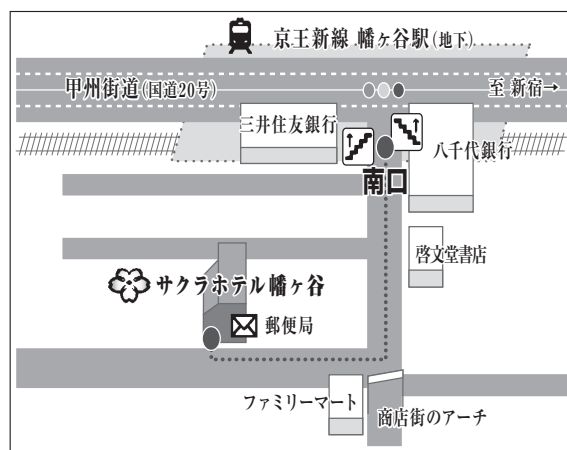 京王新線 幡ヶ谷駅(地下)
甲州街道(国道20号)
至 新宿→
三井住友銀行
八千代銀行
南口
啓文堂書店
サクラホテル幡ヶ谷
郵便局
ファミリーマート
商店街のアーチ